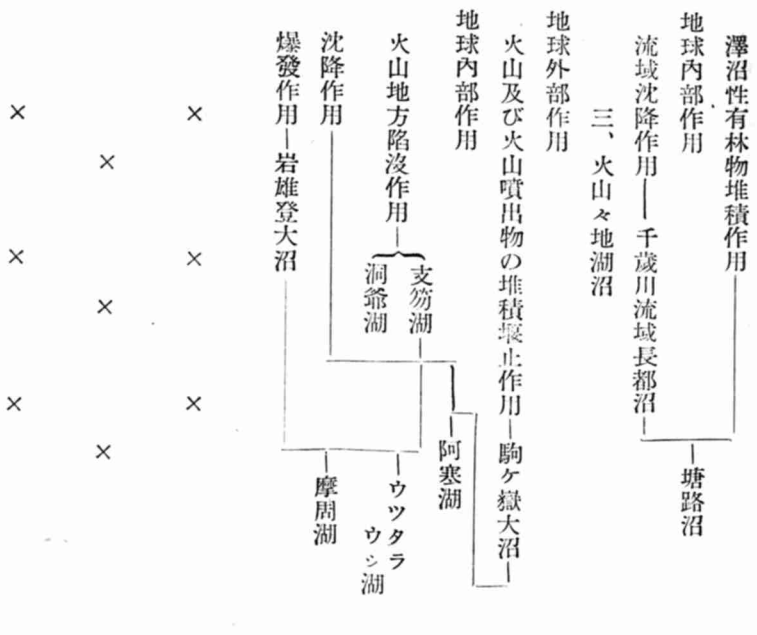 澤沼性有林物堆積作用
地球內部作用
流域沈降作用——千歲川流域長都沼
塘路沼
三、火山々地湖沼
地球外部作用
火山及び火山噴出物の堆積堰止作用—駒ケ嶽大沼
地球內部作用
阿寒湖
火山地方陷沒作用—支笏湖
洞爺湖
ウツタラ
ウシ湖
沈降作用
摩周湖
爆發作用—岩雄登大沼
× × × × × × × × ×